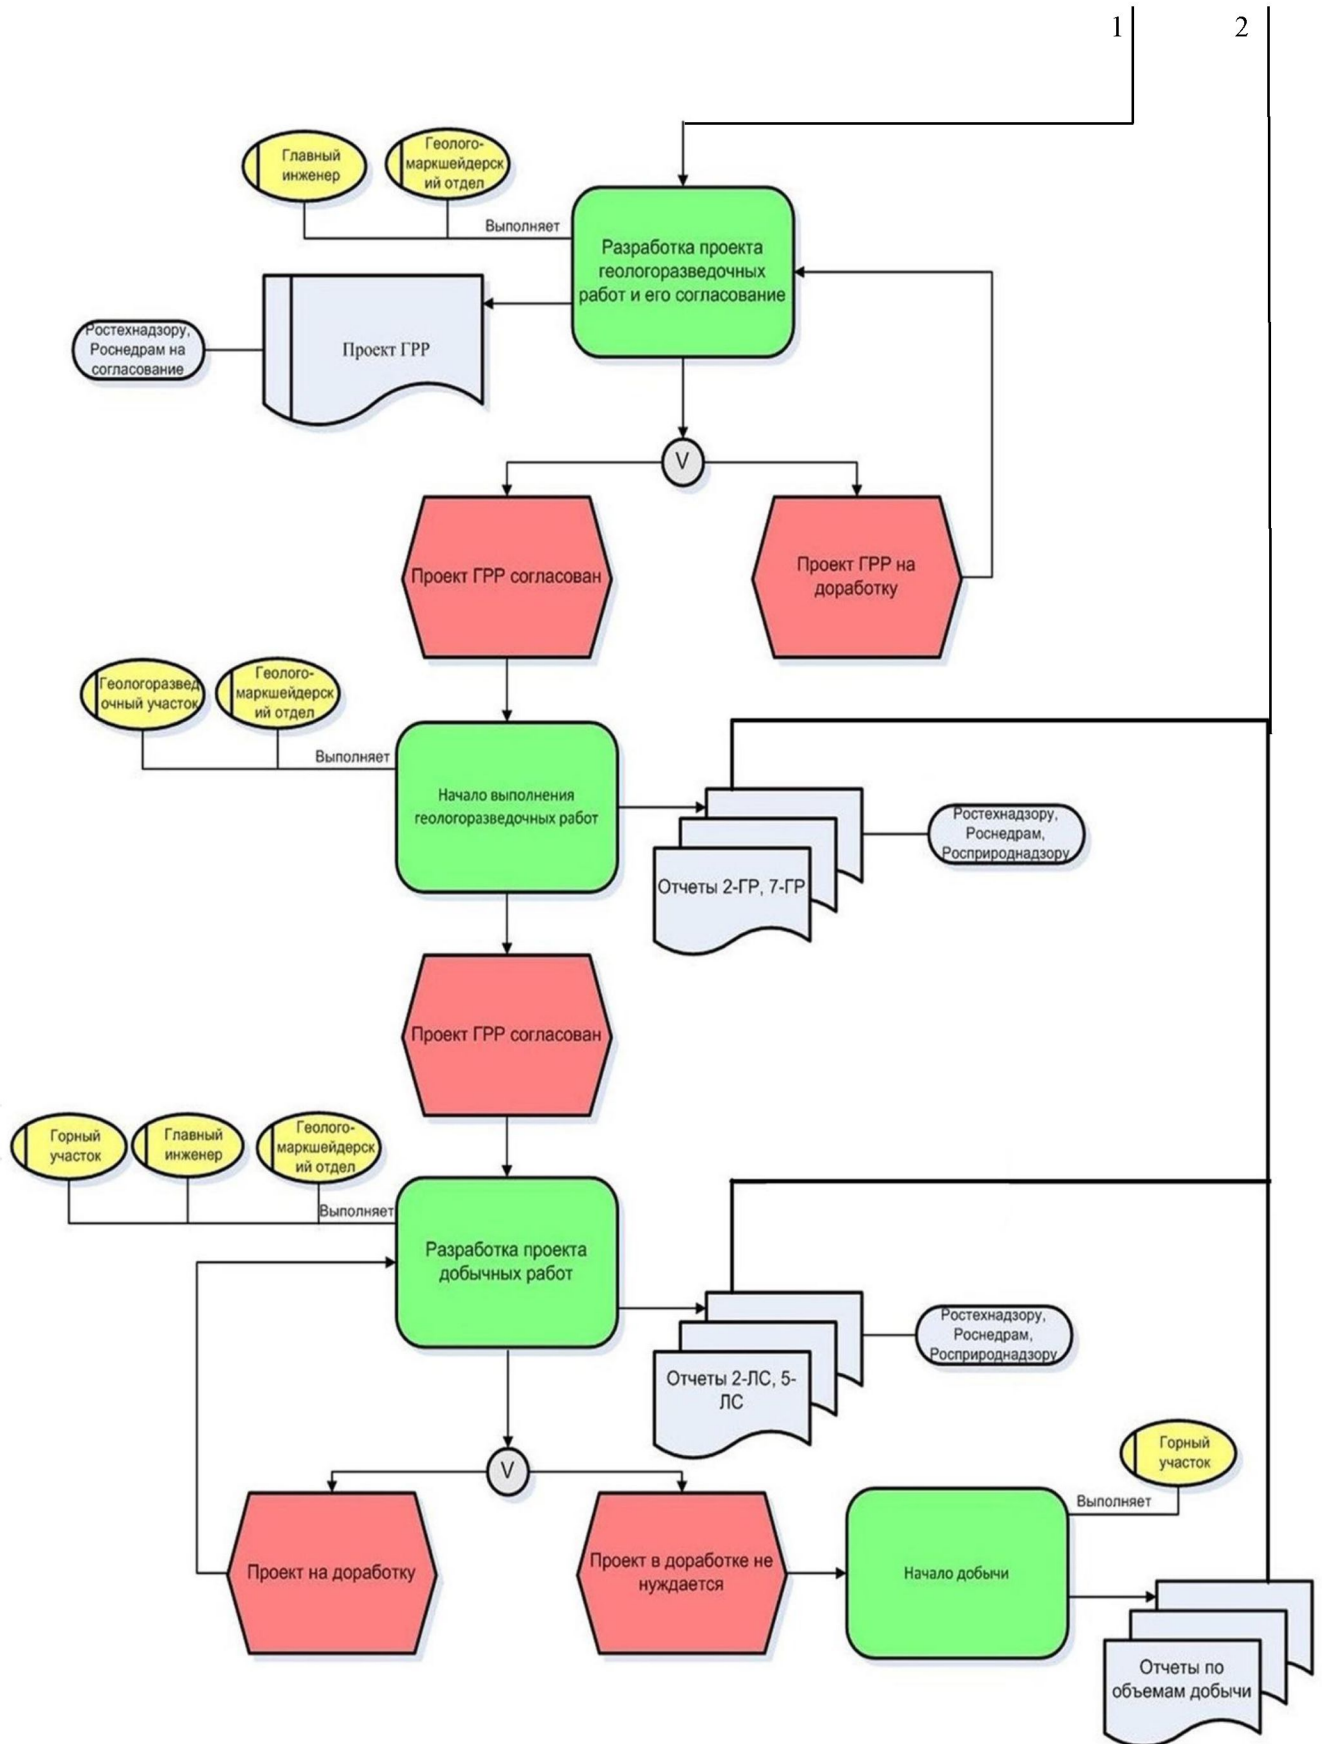 1
2
Главный
инженер
Геолого-
маркшейдерск
ий отдел
Выполняет
Разработка проекта
геологоразведочных
работ и его согласование
Ростехнадзору,
Роснедрам на
согласование
Проект ГРР
V
Проект ГРР согласован
Проект ГРР на
доработку
Геологоразвед
очный участок
Геолого-
маркшейдерск
ий отдел
Выполняет
Начало выполнения
геологоразведочных работ
Отчеты 2-ГР, 7-ГР
Ростехнадзору,
Роснедрам,
Росприроднадзору
Проект ГРР согласован
Горный
участок
Главный
инженер
Геолого-
маркшейдерск
ий отдел
Выполняет
Разработка проекта
добычных работ
Отчеты 2-ЛС, 5-
ЛС
Ростехнадзору,
Роснедрам,
Росприроднадзору
V
Проект на доработку
Проект в доработке не
нуждается
Начало добычи
Горный
участок
Выполняет
Отчеты по
объемам добычи